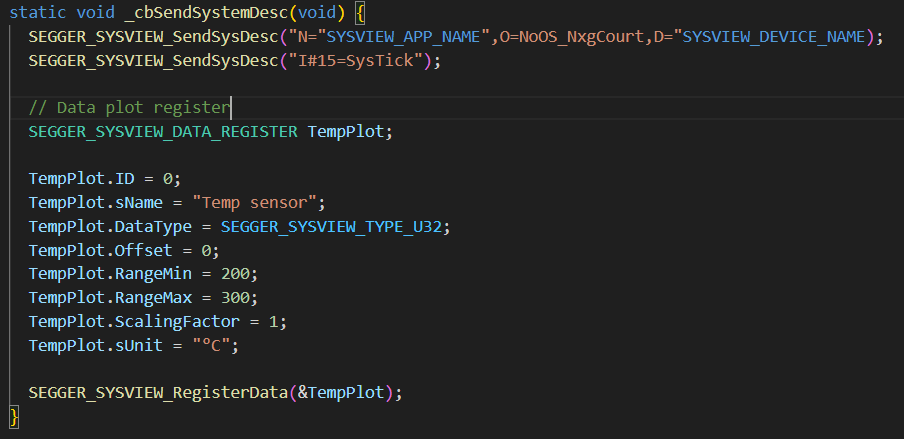 static void _cbSendSystemDesc(void) {
SEGGER_SYSVIEW_SendSysDesc("N="SYSVIEW_APP_NAME",O=NoOS_NxgCourt,D="SYSVIEW_DEVICE_NAME);
SEGGER_SYSVIEW_SendSysDesc("I#15=SysTick");
// Data plot register
SEGGER_SYSVIEW_DATA_REGISTER TempPlot;
TempPlot.ID = 0;
TempPlot.sName = "Temp sensor";
TempPlot.DataType = SEGGER_SYSVIEW_TYPE_U32;
TempPlot.Offset = 0;
TempPlot.RangeMin = 200;
TempPlot.RangeMax = 300;
TempPlot.ScalingFactor = 1;
TempPlot.sUnit = "°C";
SEGGER_SYSVIEW_RegisterData(&TempPlot);
}